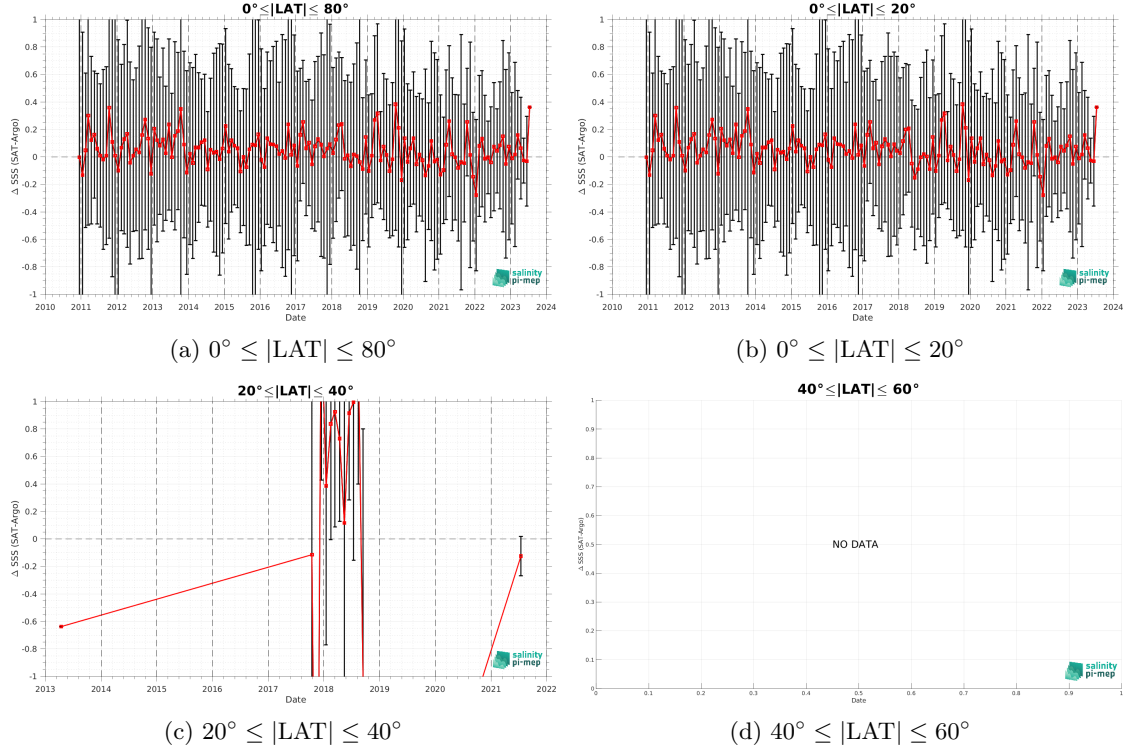 0°≤|LAT|≤ 80°
Δ SSS (SAT-Argo)
1
0.8
0.6
0.4
0.2
0
-0.2
-0.4
-0.6
-0.8
-1
2010 2011 2012 2013 2014 2015 2016 2017 2018 2019 2020 2021 2022 2023 2024
Date
salinity
pi-mep
(a) 0° ≤ |LAT| ≤ 80°
0°≤|LAT|≤ 20°
Δ SSS (SAT-Argo)
1
0.8
0.6
0.4
0.2
0
-0.2
-0.4
-0.6
-0.8
-1
2010 2011 2012 2013 2014 2015 2016 2017 2018 2019 2020 2021 2022 2023 2024
Date
salinity
pi-mep
(b) 0° ≤ |LAT| ≤ 20°
20°≤|LAT|≤ 40°
Δ SSS (SAT-Argo)
1
0.8
0.6
0.4
0.2
0
-0.2
-0.4
-0.6
-0.8
-1
2013 2014 2015 2016 2017 2018 2019 2020 2021 2022
Date
salinity
pi-mep
(c) 20° ≤ |LAT| ≤ 40°
40°≤|LAT|≤ 60°
Δ SSS (SAT-Argo)
1
0.9
0.8
0.7
0.6
0.5
0.4
0.3
0.2
0.1
0
NO DATA
0 0.1 0.2 0.3 0.4 0.5 0.6 0.7 0.8 0.9 1
Date
salinity
pi-mep
(d) 40° ≤ |LAT| ≤ 60°